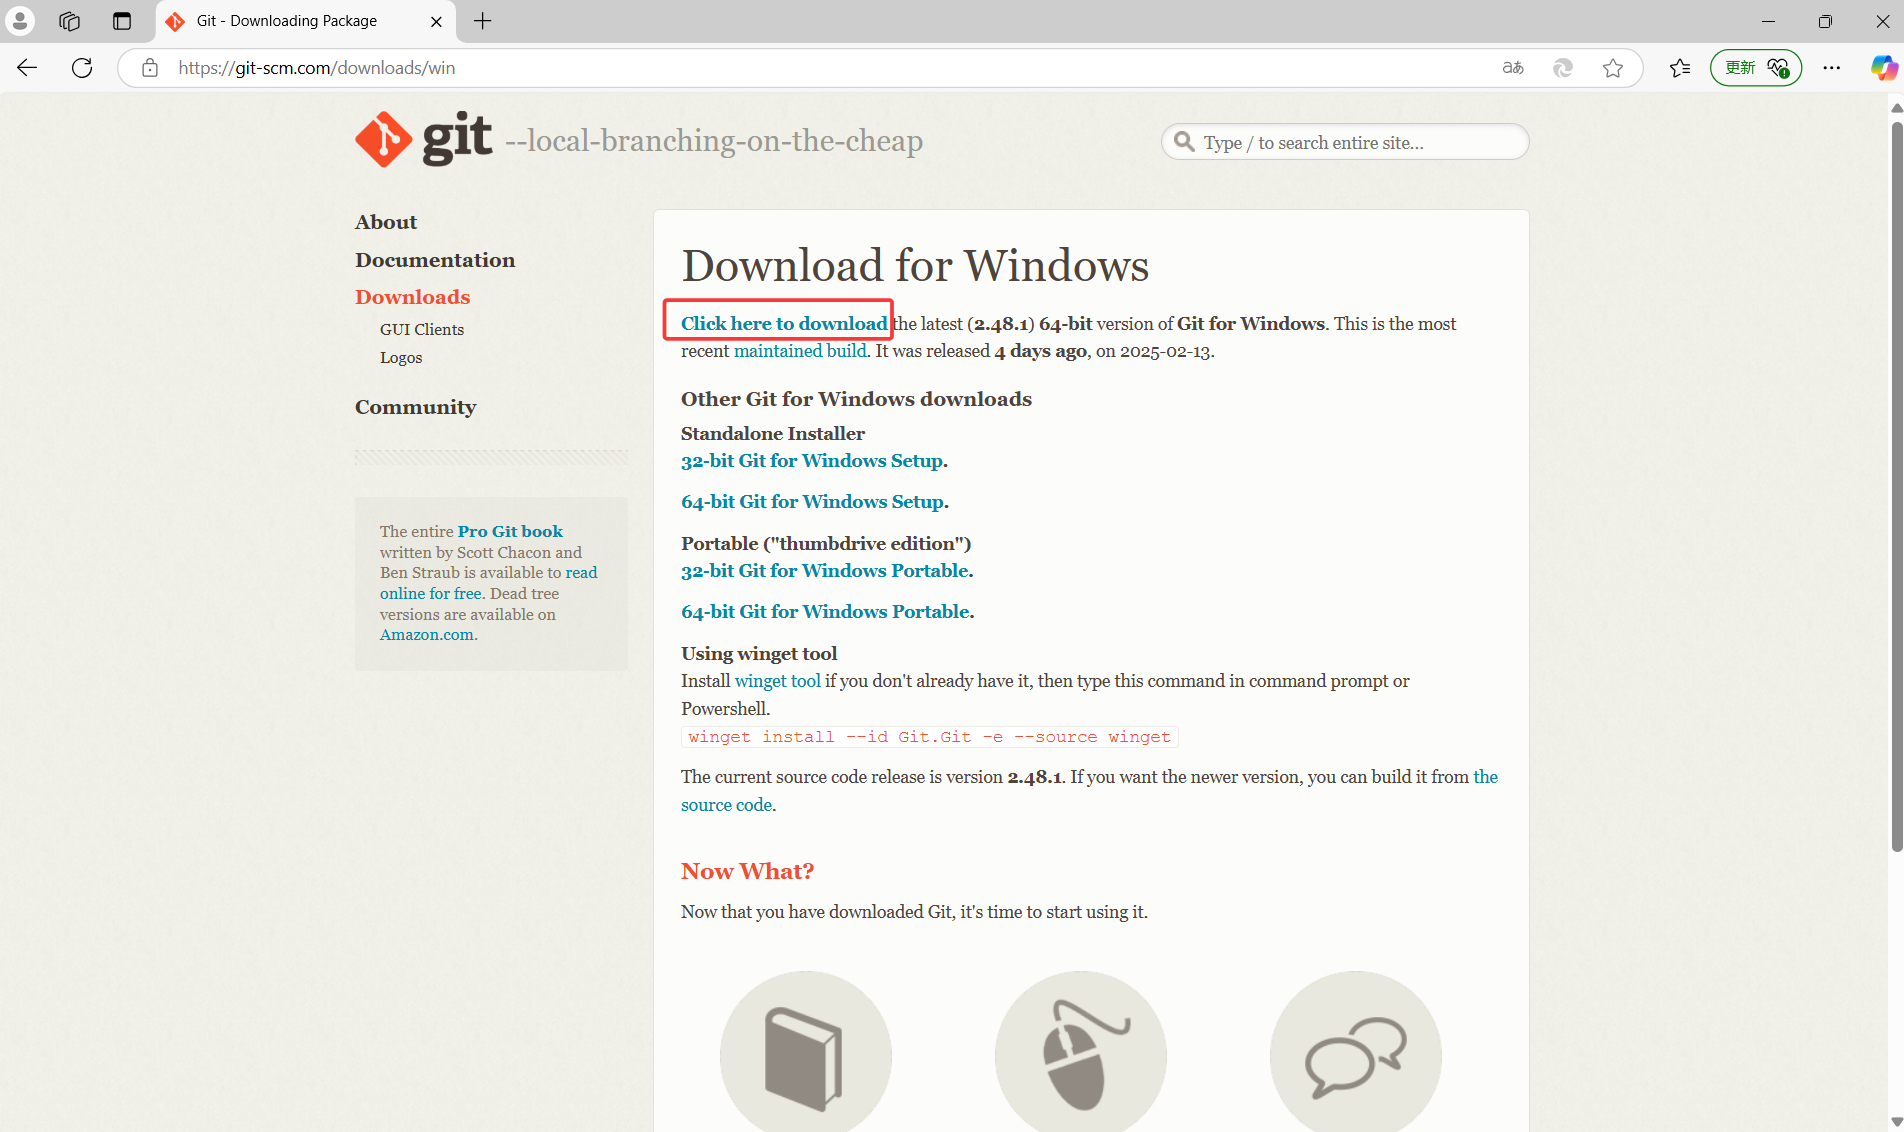 Git - Downloading Package
https://git-scm.com/downloads/win
aあ
更新
git --local-branching-on-the-cheap
Type / to search entire site...
About
Documentation
Downloads
GUI Clients
Logos
Community
The entire Pro Git book
written by Scott Chacon and
Ben Straub is available to read
online for free. Dead tree
versions are available on
Amazon.com.
Download for Windows
Click here to download the latest (2.48.1) 64-bit version of Git for Windows. This is the most
recent maintained build. It was released 4 days ago, on 2025-02-13.
Other Git for Windows downloads
Standalone Installer
32-bit Git for Windows Setup.
64-bit Git for Windows Setup.
Portable ("thumbdrive edition")
32-bit Git for Windows Portable.
64-bit Git for Windows Portable.
Using winget tool
Install winget tool if you don't already have it, then type this command in command prompt or
Powershell.
winget install --id Git.Git -e --source winget
The current source code release is version 2.48.1. If you want the newer version, you can build it from the
source code.
Now What?
Now that you have downloaded Git, it's time to start using it.